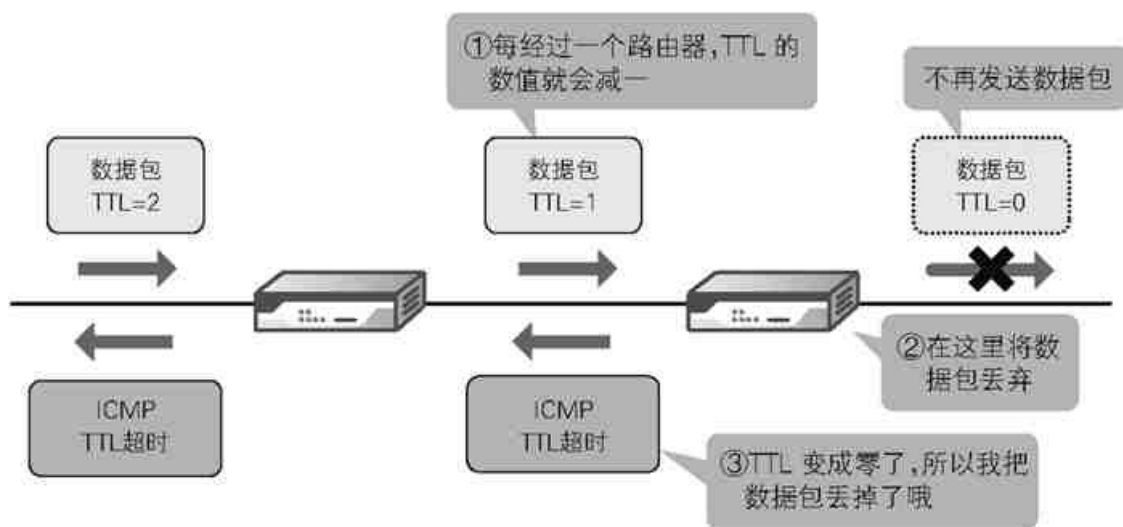 ①每经过一个路由器,TTL 的
数值就会减一
不再发送数据包
数据包
TTL=2
数据包
TTL=1
数据包
TTL=0
②在这里将数
据包丢弃
ICMP
TTL超时
ICMP
TTL超时
③TTL 变成零了,所以我把
数据包丢掉了哦